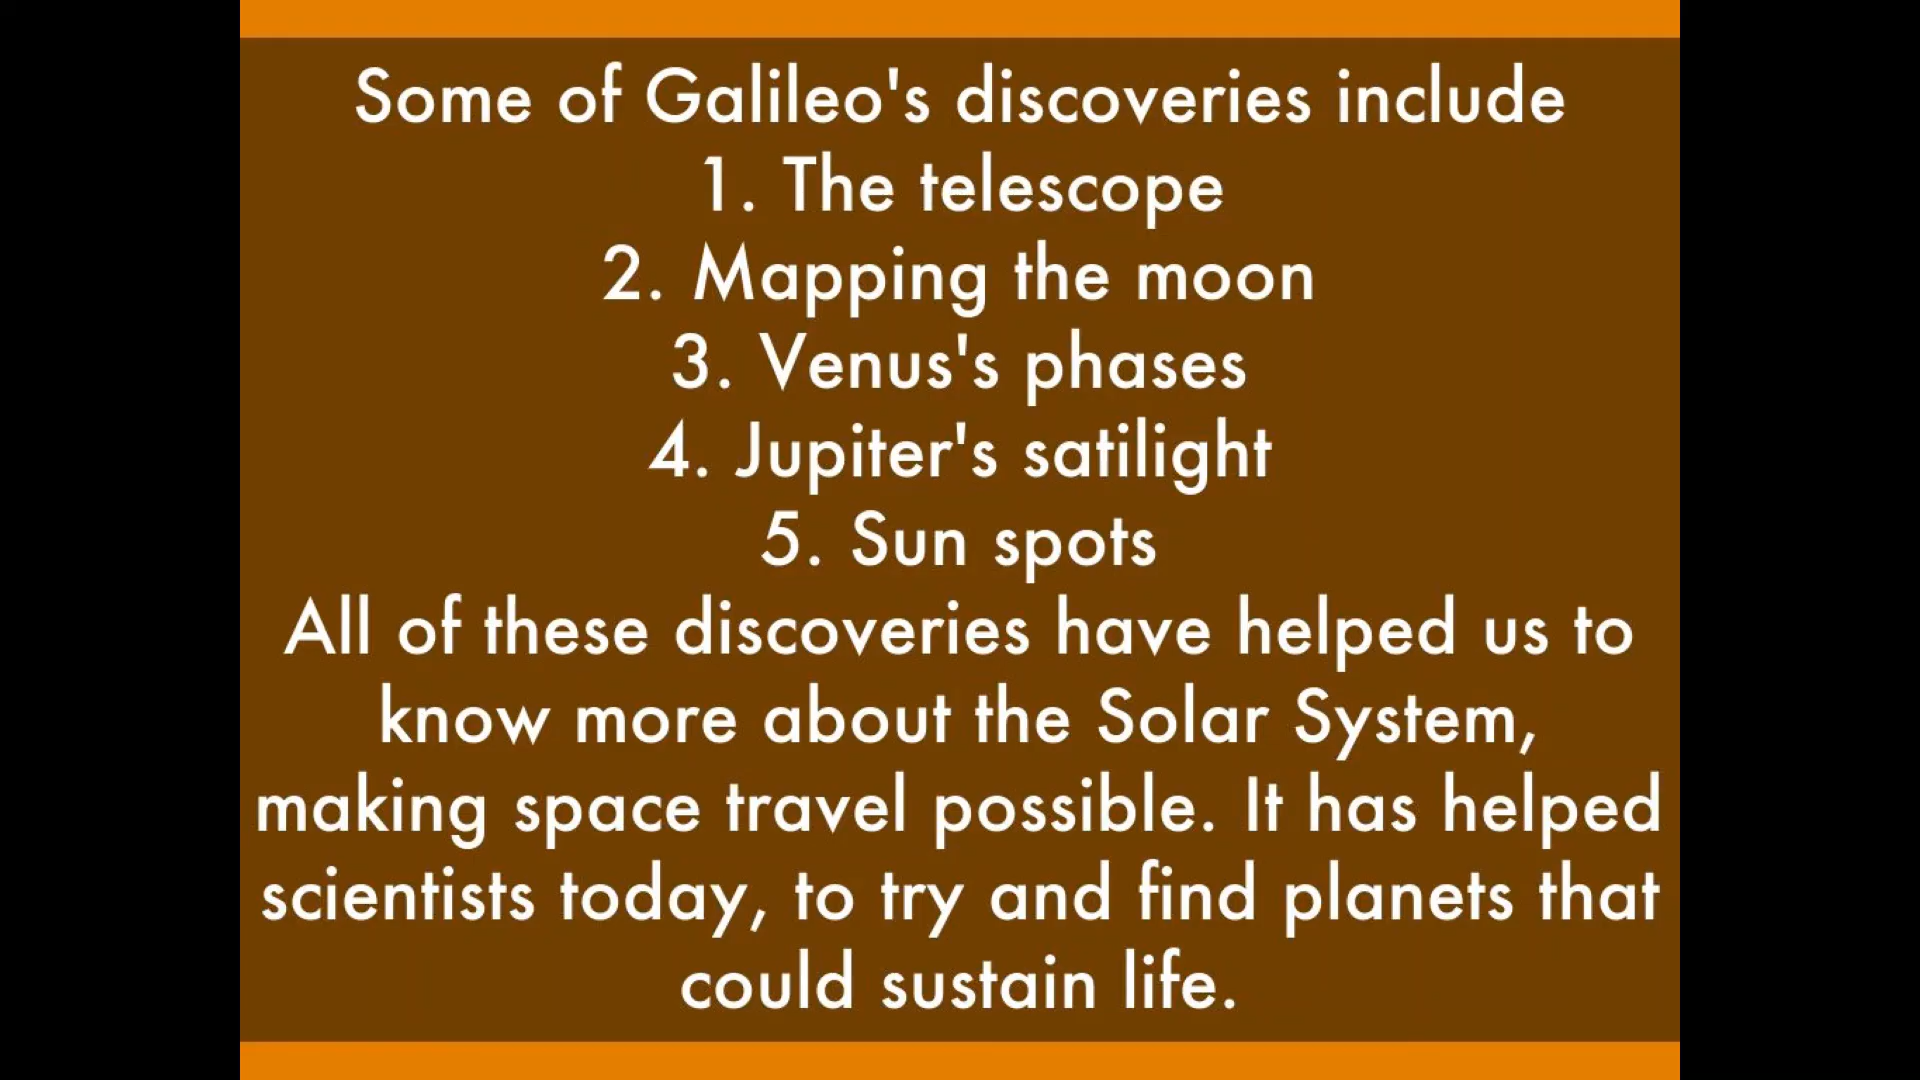 Some of Galileo's discoveries include
1. The telescope
2. Mapping the moon
3. Venus's phases
4. Jupiter's satilight
5. Sun spots
All of these discoveries have helped us to
know more about the Solar System,
making space travel possible. It has helped
scientists today, to try and find planets that
could sustain life.